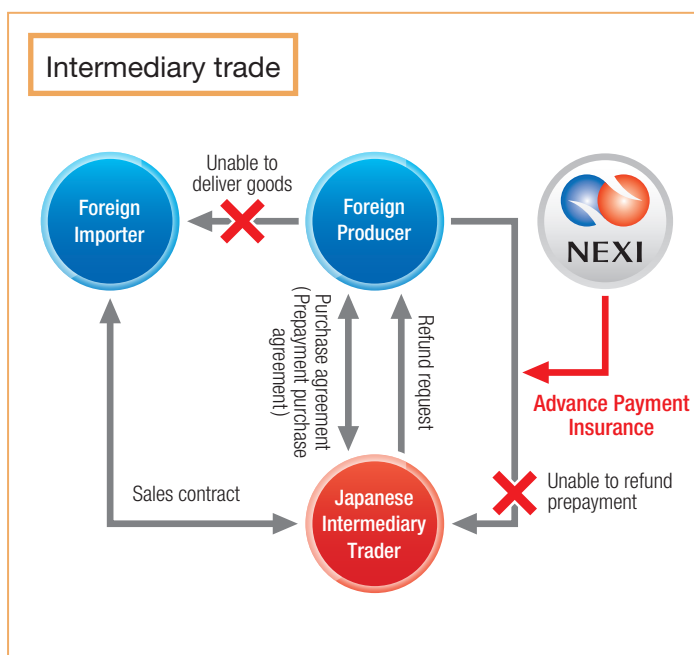 Intermediary trade
Unable to
deliver goods
Foreign
Importer
Foreign
Producer
NEXI
Purchase agreement
(Prepayment purchase
agreement)
Refund request
Advance Payment
Insurance
Sales contract
Japanese
Intermediary
Trader
Unable to refund
prepayment